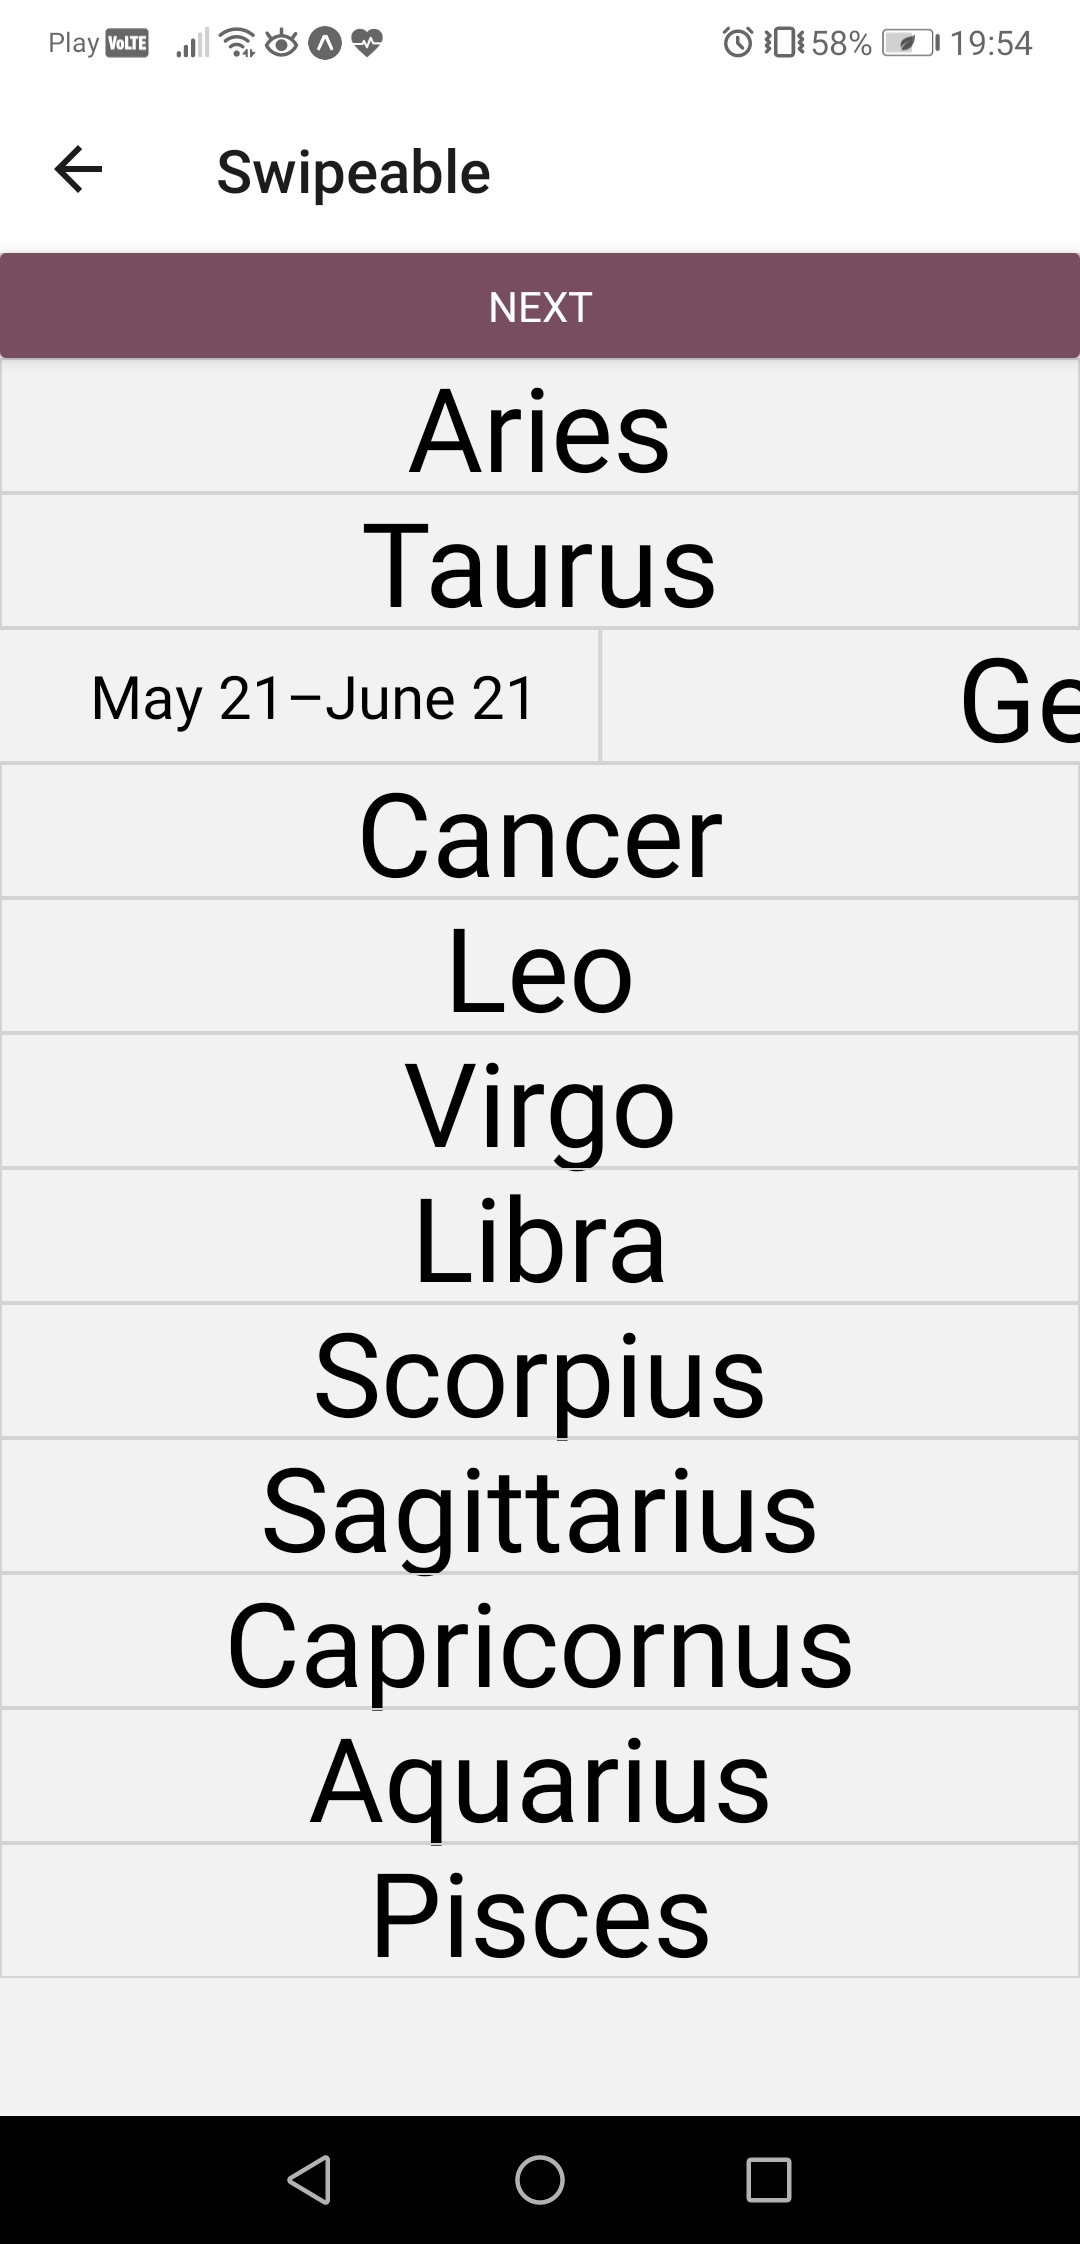 Play VoLTE 58% 19:54
Swipeable
NEXT
Aries
Taurus
May 21–June 21 Ge
Cancer
Leo
Virgo
Libra
Scorpius
Sagittarius
Capricornus
Aquarius
Pisces